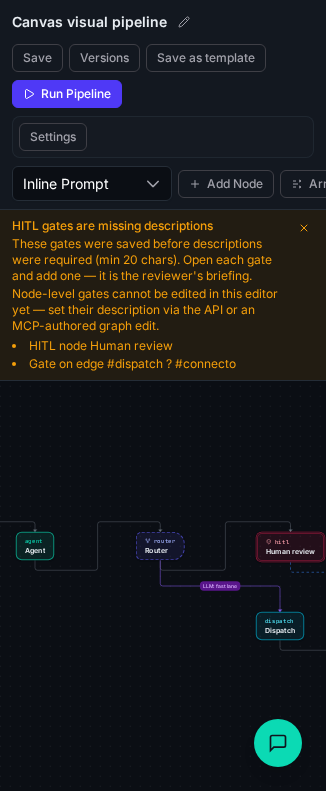 Canvas visual pipeline
Save
Versions
Save as template
Run Pipeline
Settings
Inline Prompt
Add Node
Arr
HITL gates are missing descriptions
These gates were saved before descriptions
were required (min 20 chars). Open each gate
and add one — it is the reviewer's briefing.
Node-level gates cannot be edited in this editor
yet — set their description via the API or an
MCP-authored graph edit.
• HITL node Human review
• Gate on edge #dispatch ? #connecto
agent
Agent
router
Router
hitl
Human review
LLM fast lane
dispatch
Dispatch